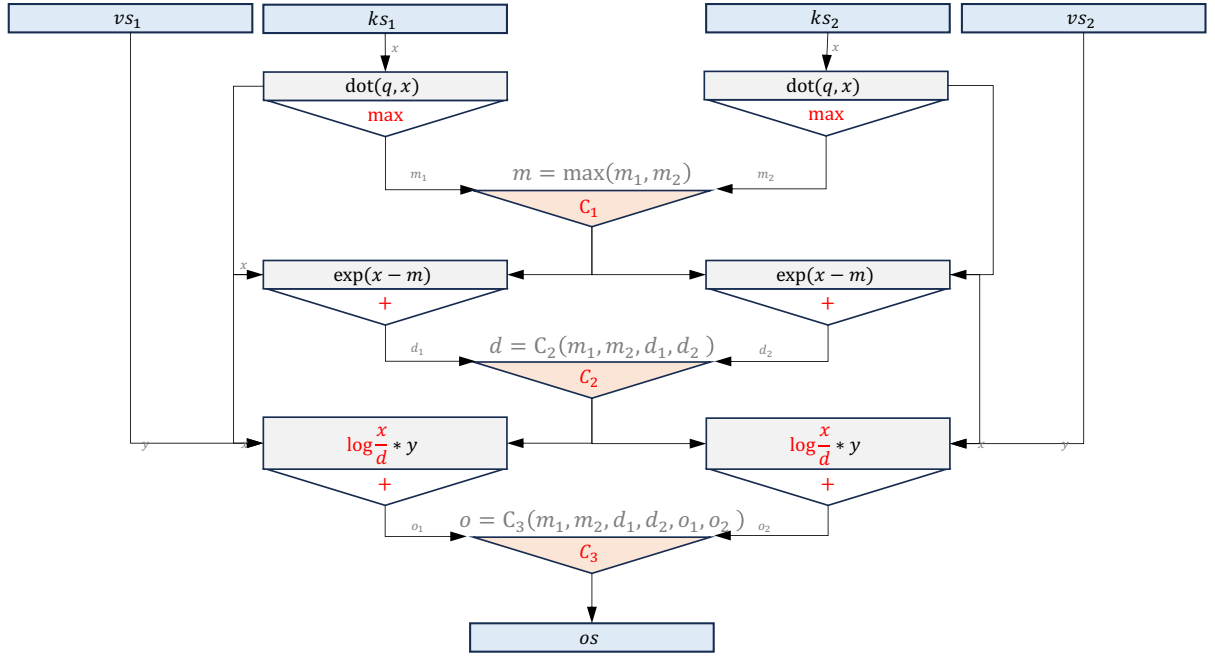 vs₁
ks₁
ks₂
vs₂
x
x
dot(q, x)
dot(q, x)
max
max
m = max(m₁, m₂)
m₁
m₂
C₁
x
exp(x − m)
exp(x − m)
+
+
d = C₂(m₁, m₂, d₁, d₂ )
d₁
d₂
C₂
y
x
log x/d * y
log x/d * y
x
y
+
+
o = C₃(m₁, m₂, d₁, d₂, o₁, o₂ )
o₁
o₂
C₃
os